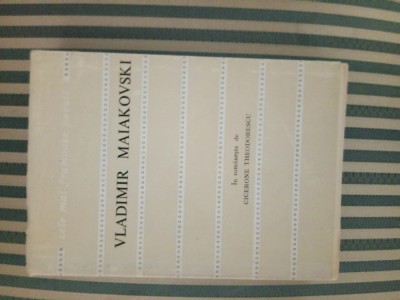 VLADIMIR MAIAKOVSKI
În românește de
CICERONE THEODORESCU